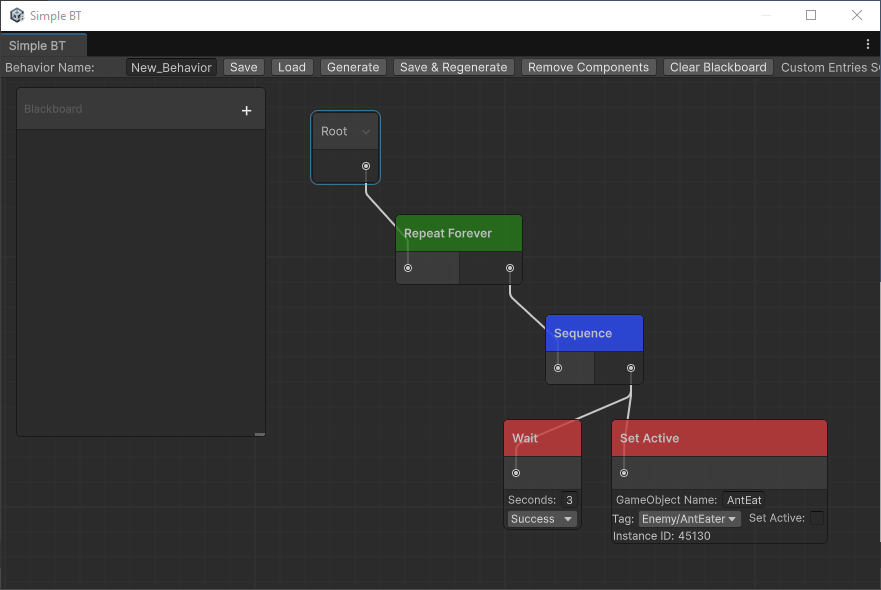 Simple BT
Simple BT
Behavior Name: New_Behavior Save Load Generate Save & Regenerate Remove Components Clear Blackboard Custom Entries
Blackboard +
Root
Repeat Forever
Sequence
Wait
Set Active
Seconds: 3
GameObject Name: AntEat
Success
Tag: Enemy/AntEater Set Active:
Instance ID: 45130